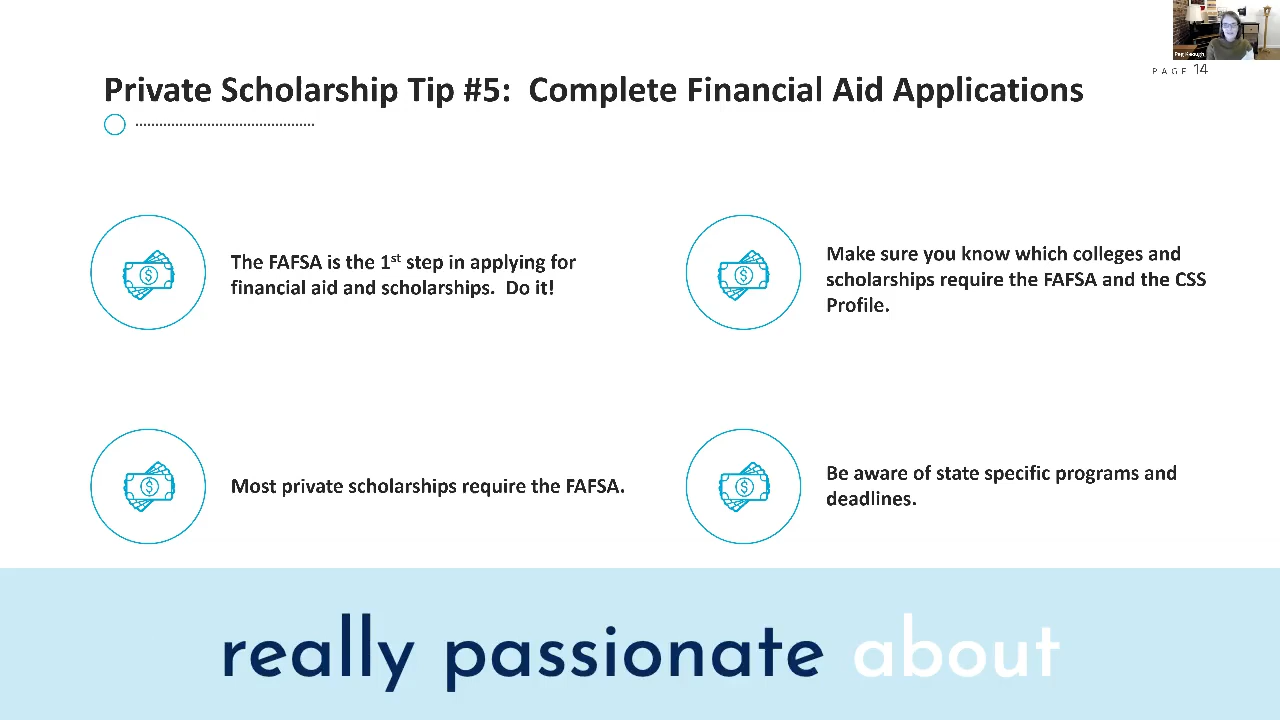 Peg Keough
PAGE 14
Private Scholarship Tip #5: Complete Financial Aid Applications
The FAFSA is the 1st step in applying for
financial aid and scholarships. Do it!
Make sure you know which colleges and
scholarships require the FAFSA and the CSS
Profile.
Most private scholarships require the FAFSA.
Be aware of state specific programs and
deadlines.
really passionate about